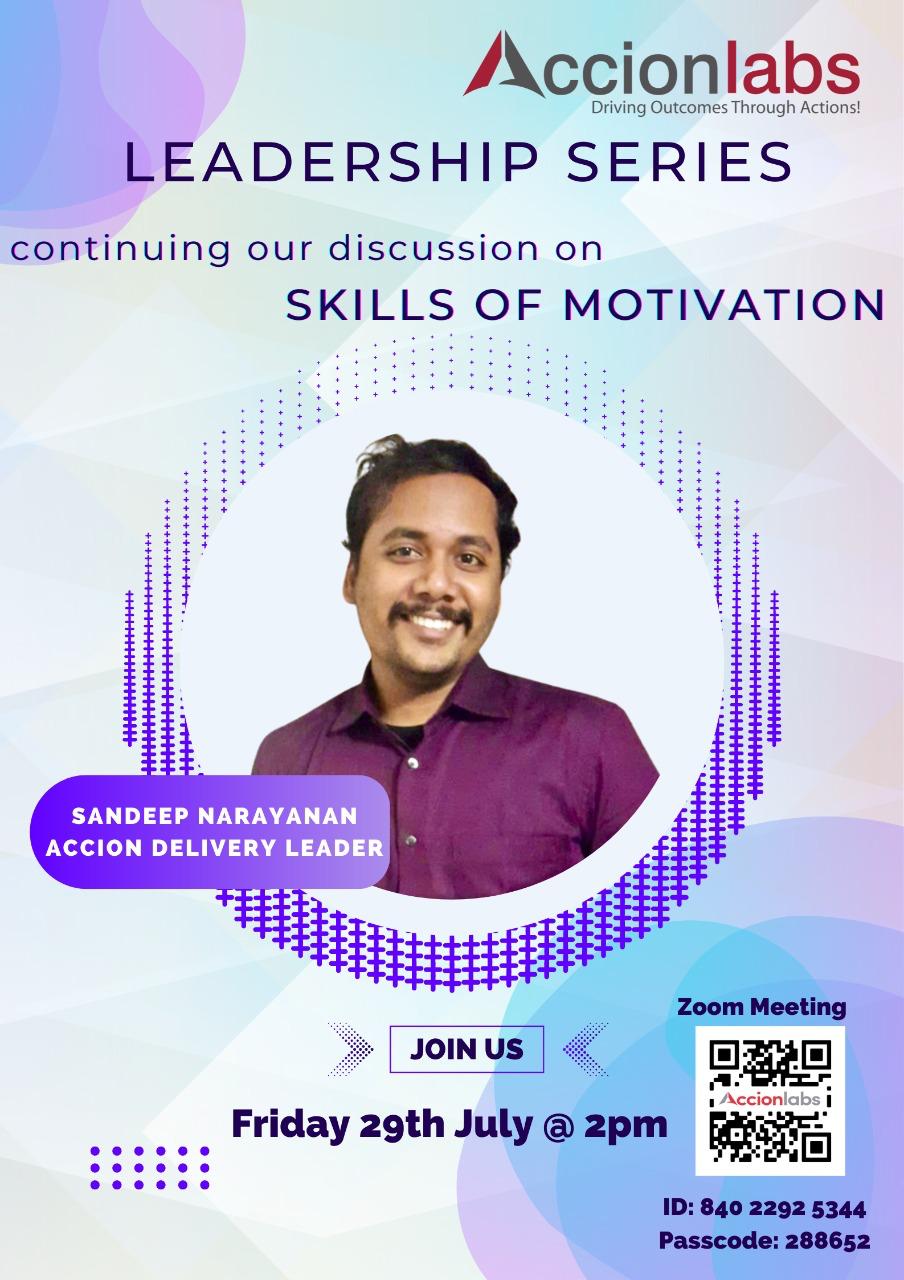 Accionlabs
Driving Outcomes Through Actions!
LEADERSHIP SERIES
continuing our discussion on
SKILLS OF MOTIVATION
SANDEEP NARAYANAN
ACCION DELIVERY LEADER
Zoom Meeting
JOIN US
Accionlabs
Friday 29th July @ 2pm
ID: 840 2292 5344
Passcode: 288652